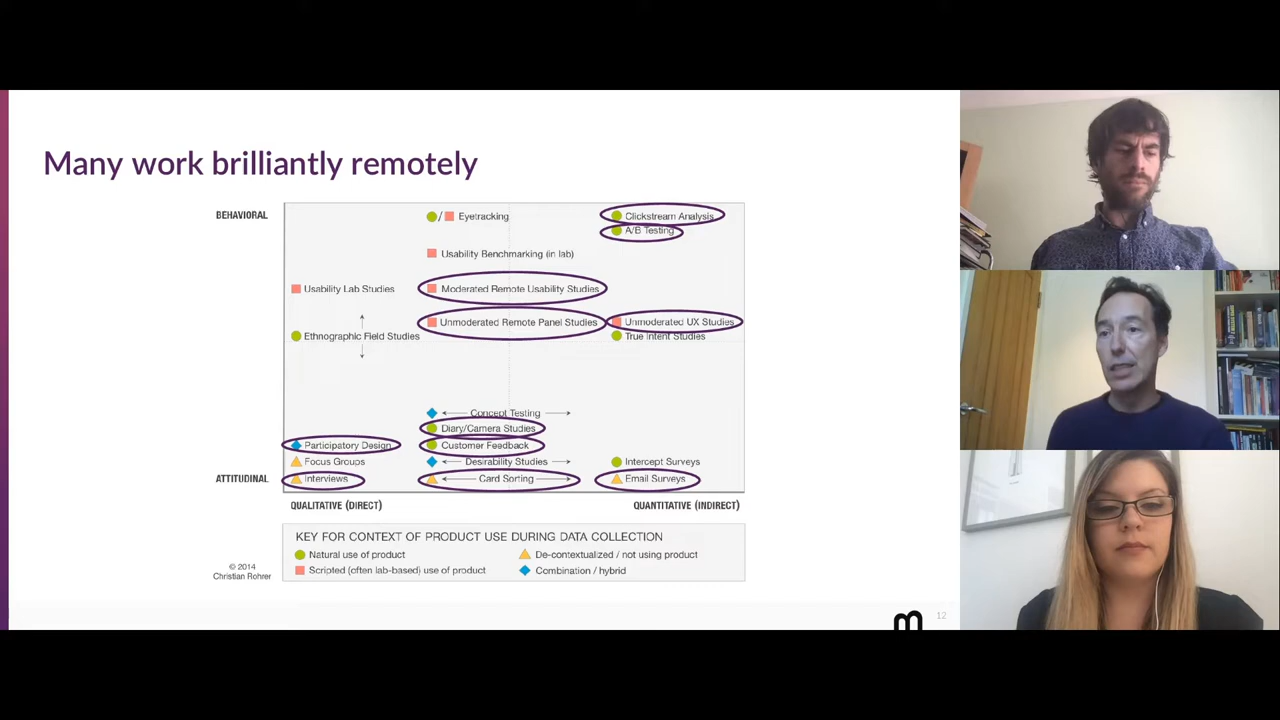 Many work brilliantly remotely
BEHAVIORAL
/ Eyetracking
Clickstream Analysis
A/B Testing
Usability Benchmarking (in lab)
Usability Lab Studies
Moderated Remote Usability Studies
Unmoderated Remote Panel Studies
Unmoderated UX Studies
Ethnographic Field Studies
True Intent Studies
Concept Testing
Diary/Camera Studies
Participatory Design
Customer Feedback
Focus Groups
Desirability Studies
Intercept Surveys
ATTITUDINAL
Interviews
Card Sorting
Email Surveys
QUALITATIVE (DIRECT)
QUANTITATIVE (INDIRECT)
KEY FOR CONTEXT OF PRODUCT USE DURING DATA COLLECTION
Natural use of product
De-contextualized / not using product
Scripted (often lab-based) use of product
Combination / hybrid
© 2014
Christian Rohrer
m
12